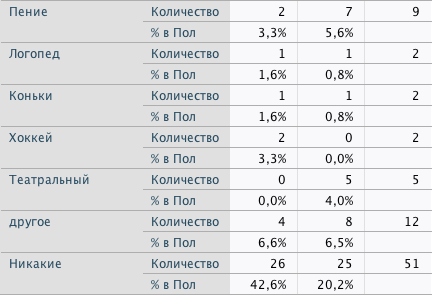 Пение Количество 2 7 9
% в Пол 3,3% 5,6%
Логопед Количество 1 1 2
% в Пол 1,6% 0,8%
Коньки Количество 1 1 2
% в Пол 1,6% 0,8%
Хоккей Количество 2 0 2
% в Пол 3,3% 0,0%
Театральный Количество 0 5 5
% в Пол 0,0% 4,0%
другое Количество 4 8 12
% в Пол 6,6% 6,5%
Никакие Количество 26 25 51
% в Пол 42,6% 20,2%